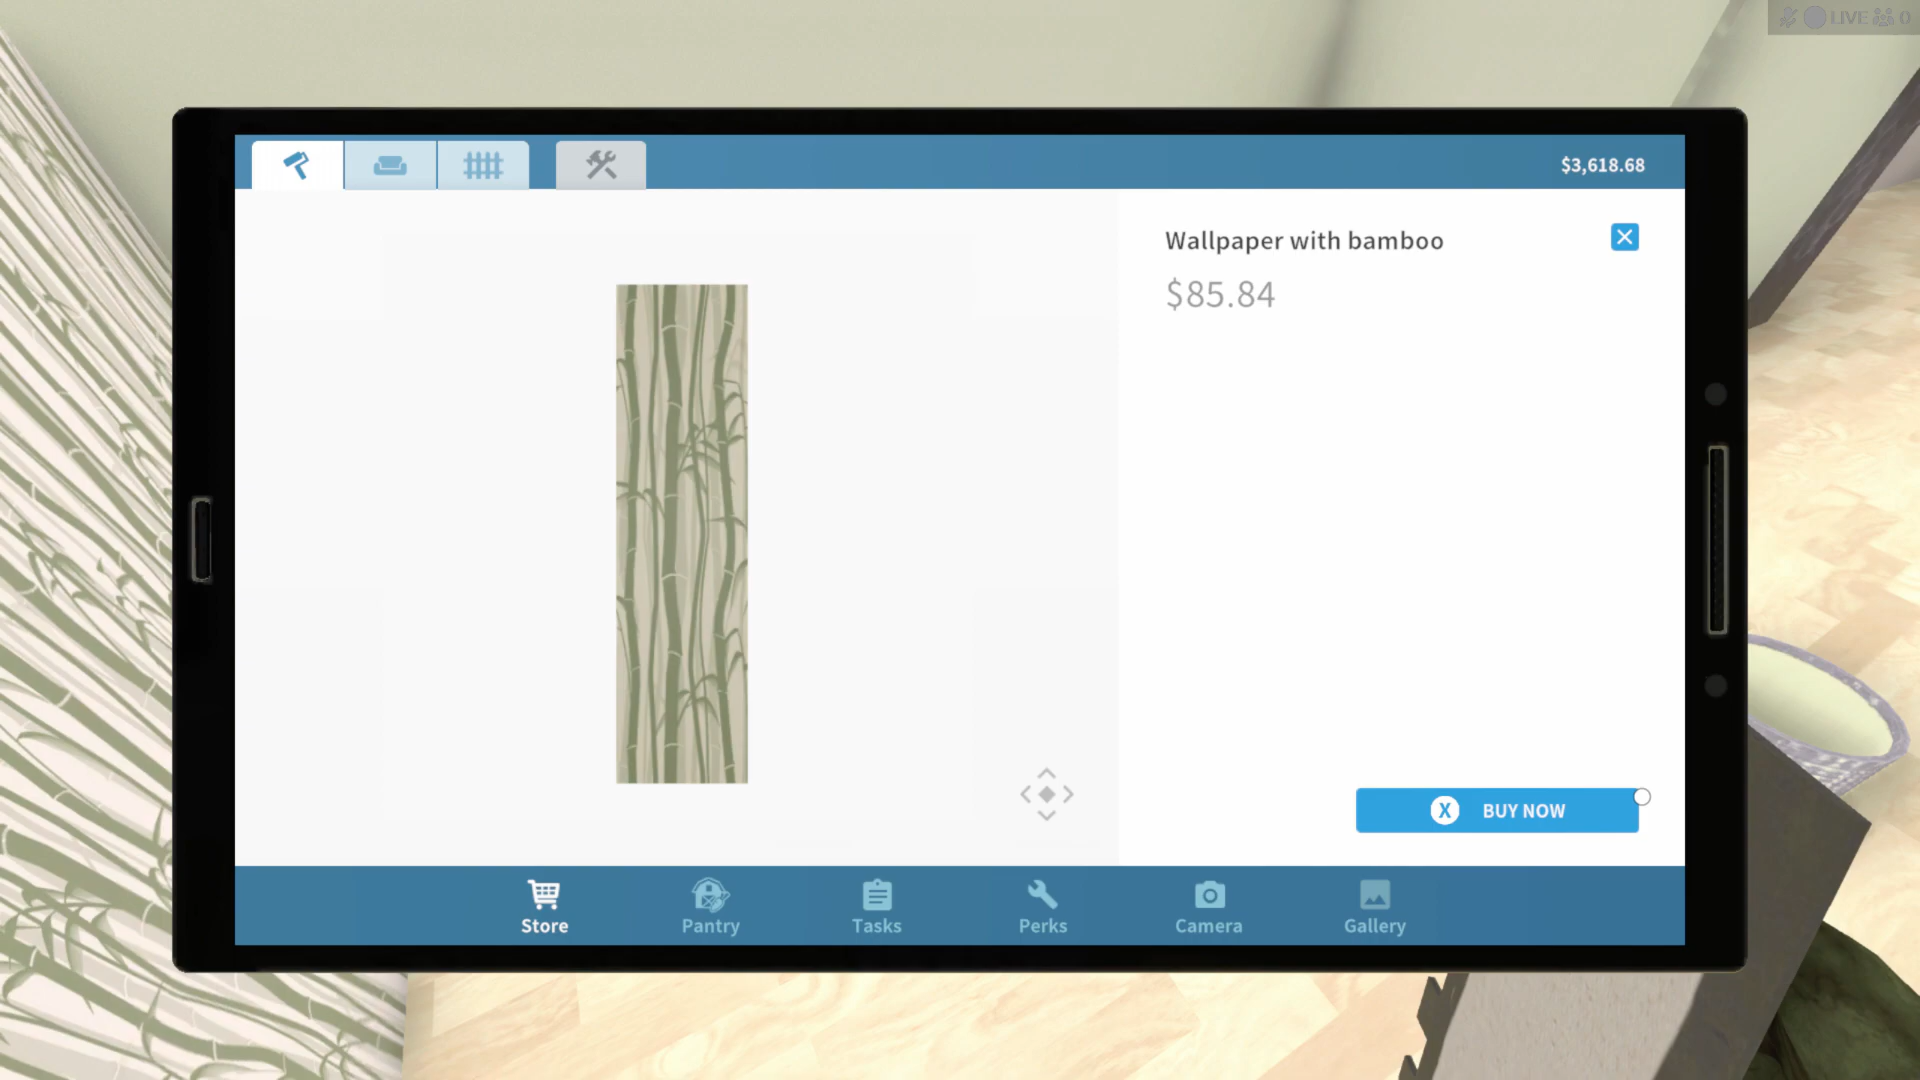 LIVE 0
$3,618.68
Wallpaper with bamboo
$85.84
X BUY NOW
Store Pantry Tasks Perks Camera Gallery